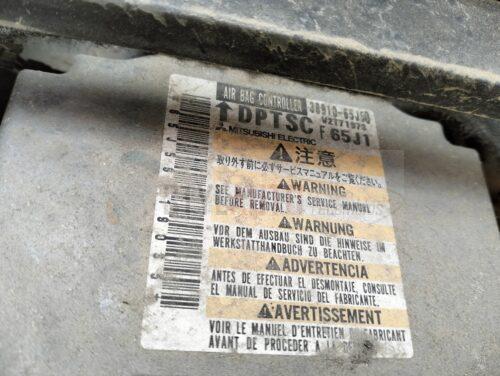 AIR BAG CONTROLLER 38910-65J50
W2T71973
DPTSC F 65J1
MITSUBISHI ELECTRIC
注意
取り外す前に必ずサービスマニュアルをご覧ください。
WARNING
SEE MANUFACTURER'S SERVICE MANUAL
BEFORE REMOVAL.
WARNUNG
VOR DEM AUSBAU SIND DIE HINWEISE IM
WERKSTATTHANDBUCH ZU BEACHTEN.
ADVERTENCIA
ANTES DE EFECTUAR EL DESMONTAJE, CONSULTE
EL MANUAL DE SERVICIO DEL FABRICANTE.
AVERTISSEMENT
VOIR LE MANUEL D'ENTRETIEN DU FABRICANT
AVANT DE PROCEDER A LA